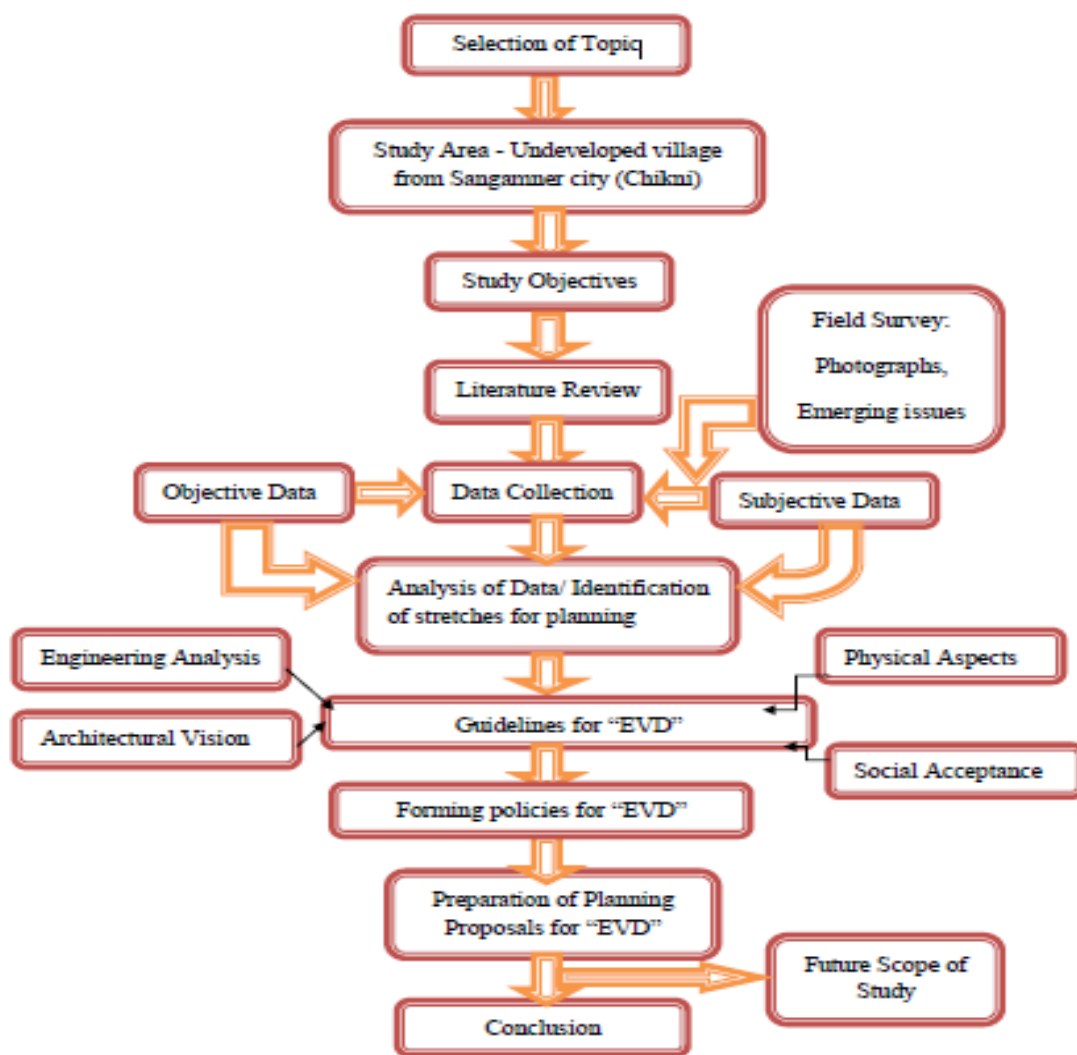 Selection of Topiq
Study Area - Undeveloped village
from Sangamner city (Chikni)
Study Objectives
Field Survey:
Photographs,
Emerging issues
Literature Review
Objective Data
Data Collection
Subjective Data
Analysis of Data/ Identification
of stretches for planning
Engineering Analysis
Physical Aspects
Guidelines for “EVD”
Architectural Vision
Social Acceptance
Forming policies for “EVD”
Preparation of Planning
Proposals for “EVD”
Future Scope of
Study
Conclusion